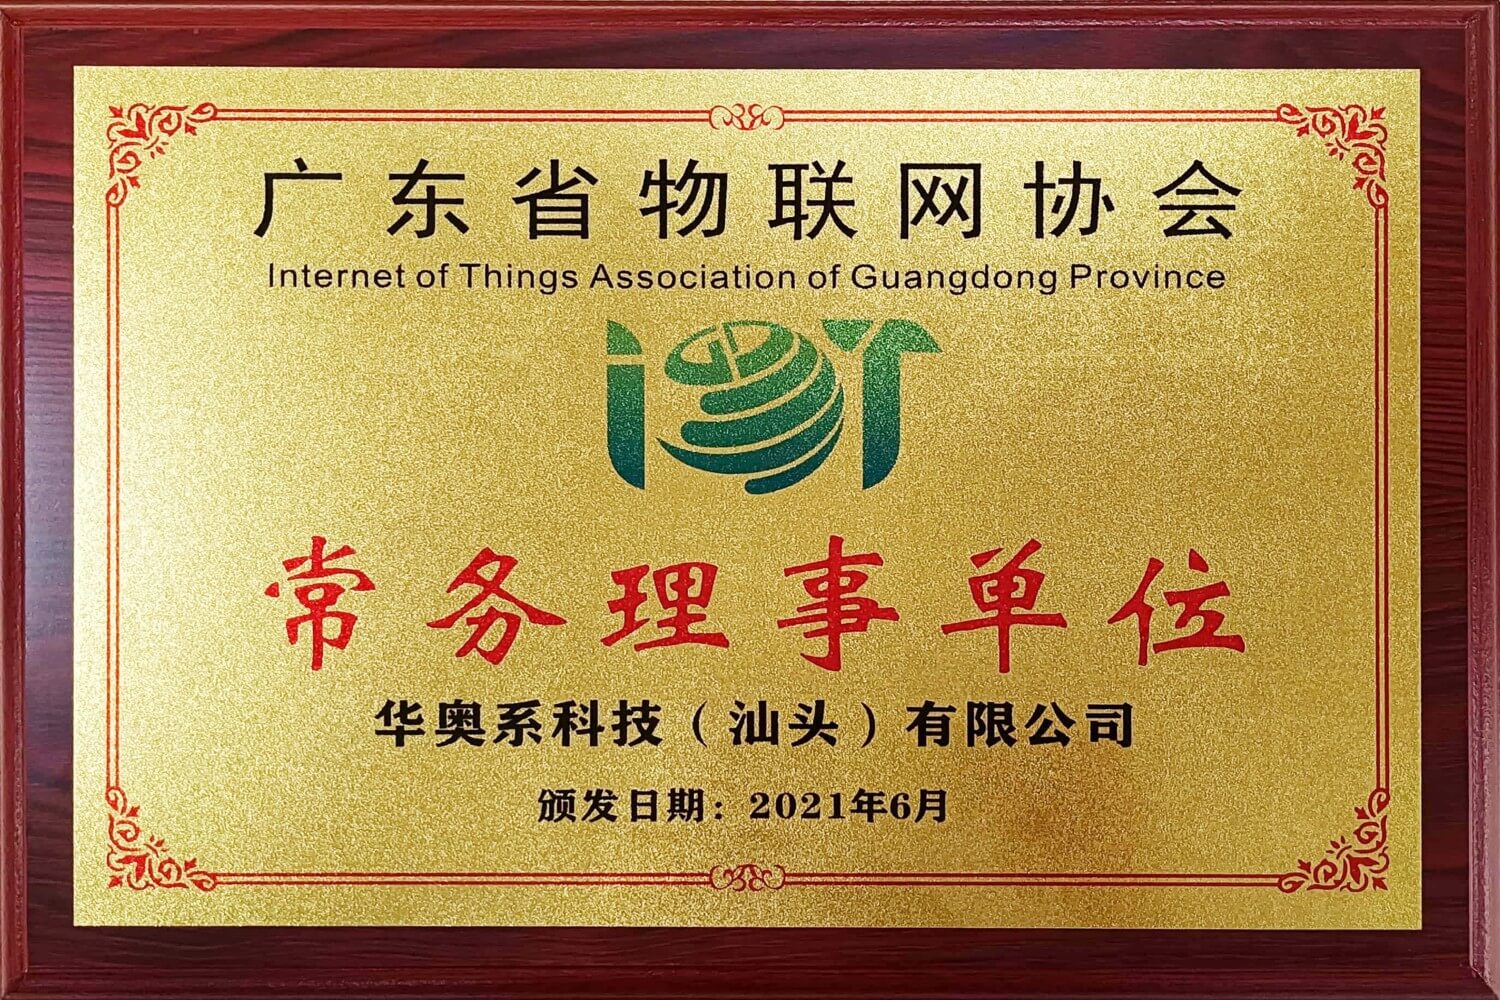 广东省物联网协会
Internet of Things Association of Guangdong Province
iOT
常务理事单位
华奥系科技（汕头）有限公司
颁发日期：2021年6月